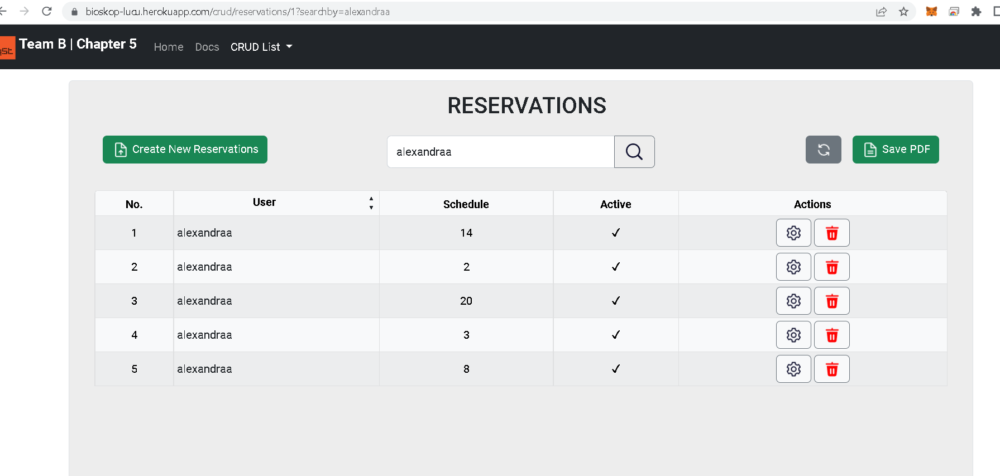 bioskop-lucu.herokuapp.com/crud/reservations/1?searchby=alexandraa
Team B | Chapter 5 Home Docs CRUD List
RESERVATIONS
Create New Reservations alexandraa Save PDF
No. User Schedule Active Actions
1 alexandraa 14 ✓
2 alexandraa 2 ✓
3 alexandraa 20 ✓
4 alexandraa 3 ✓
5 alexandraa 8 ✓